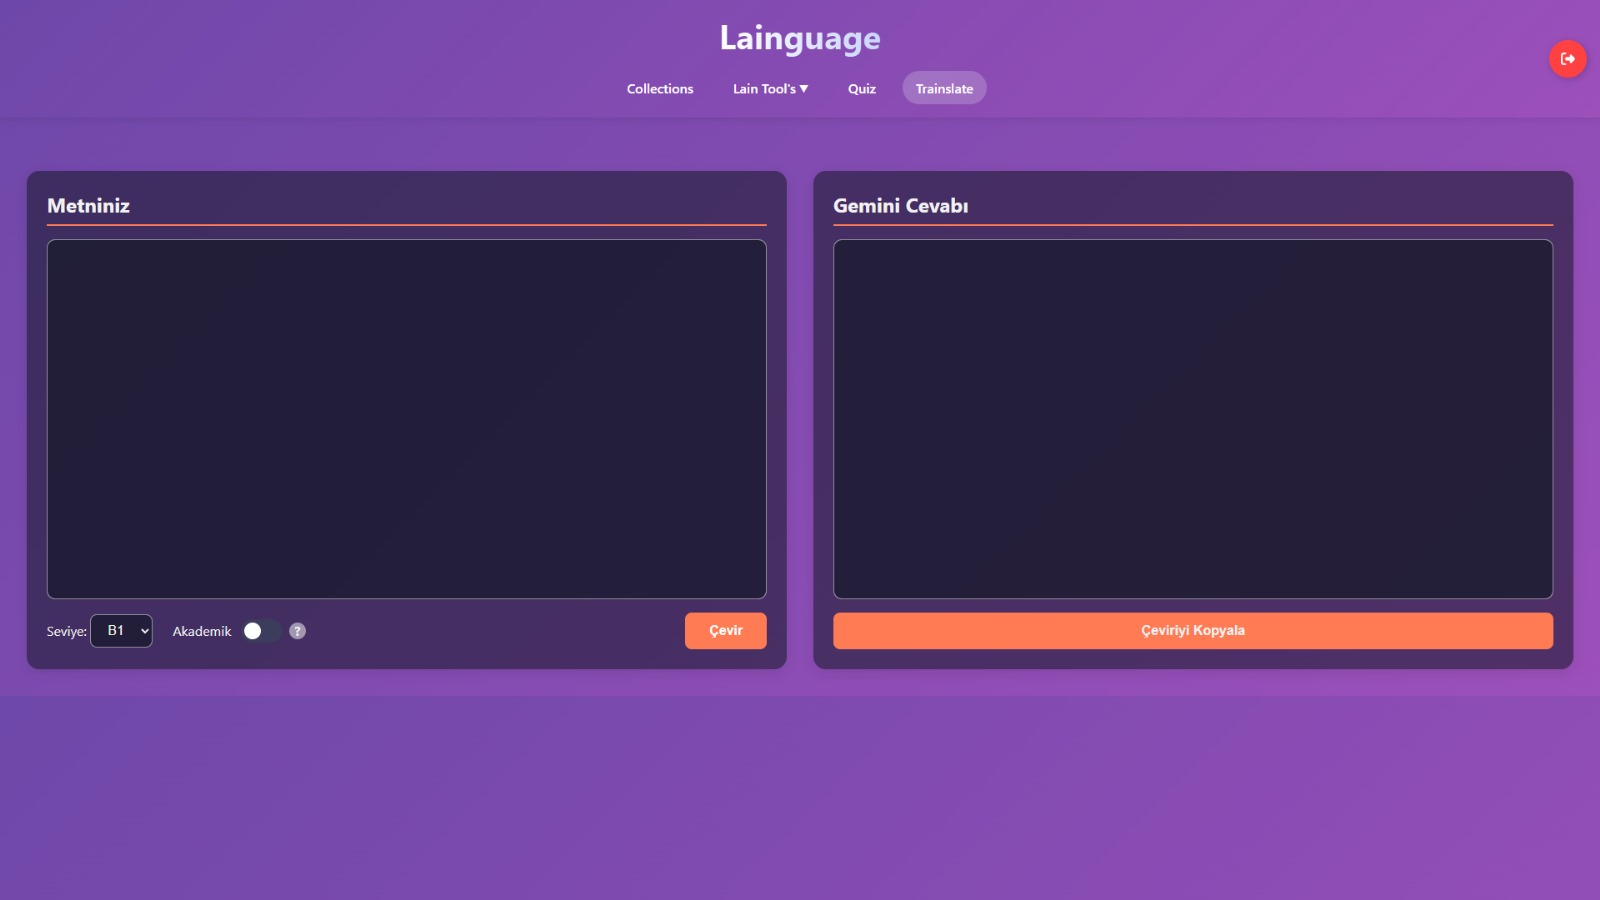 Lainguage
Collections
Lain Tool's ▼
Quiz
Trainslate
Metniniz
Gemini Cevabı
Seviye: B1
Akademik
?
Çevir
Çeviriyi Kopyala